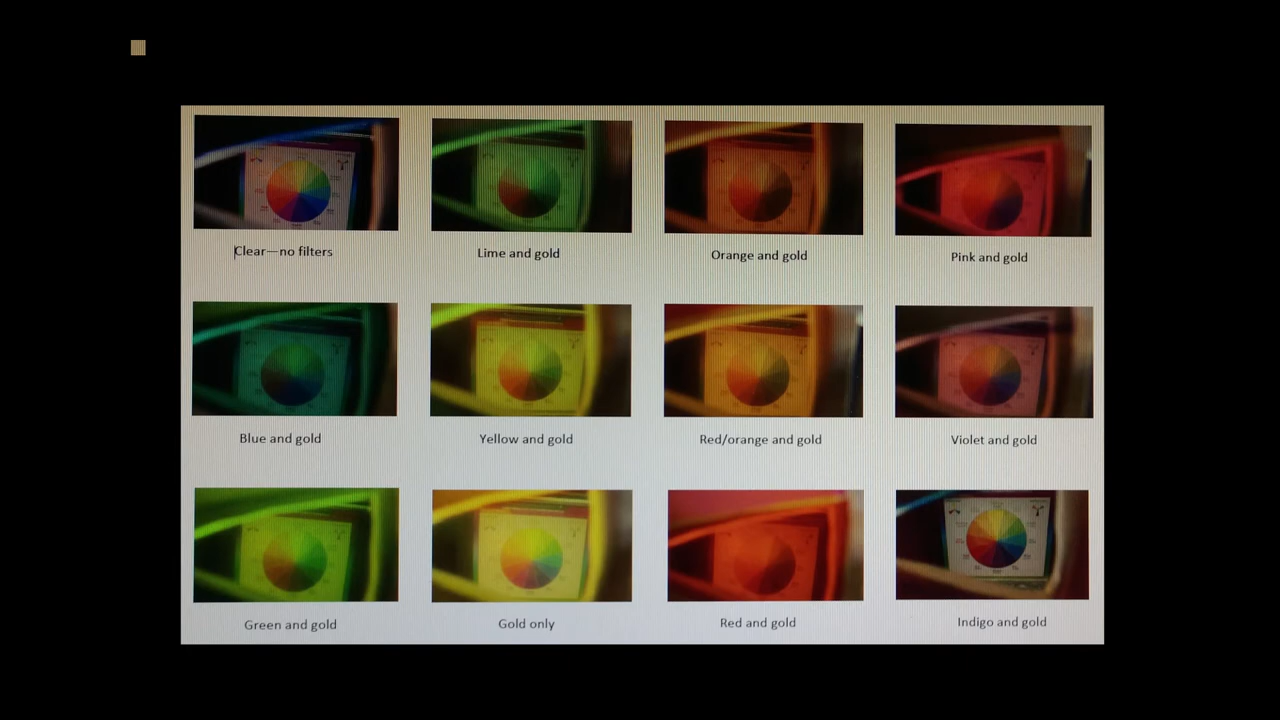 Clear—no filters
Lime and gold
Orange and gold
Pink and gold
Blue and gold
Yellow and gold
Red/orange and gold
Violet and gold
Green and gold
Gold only
Red and gold
Indigo and gold